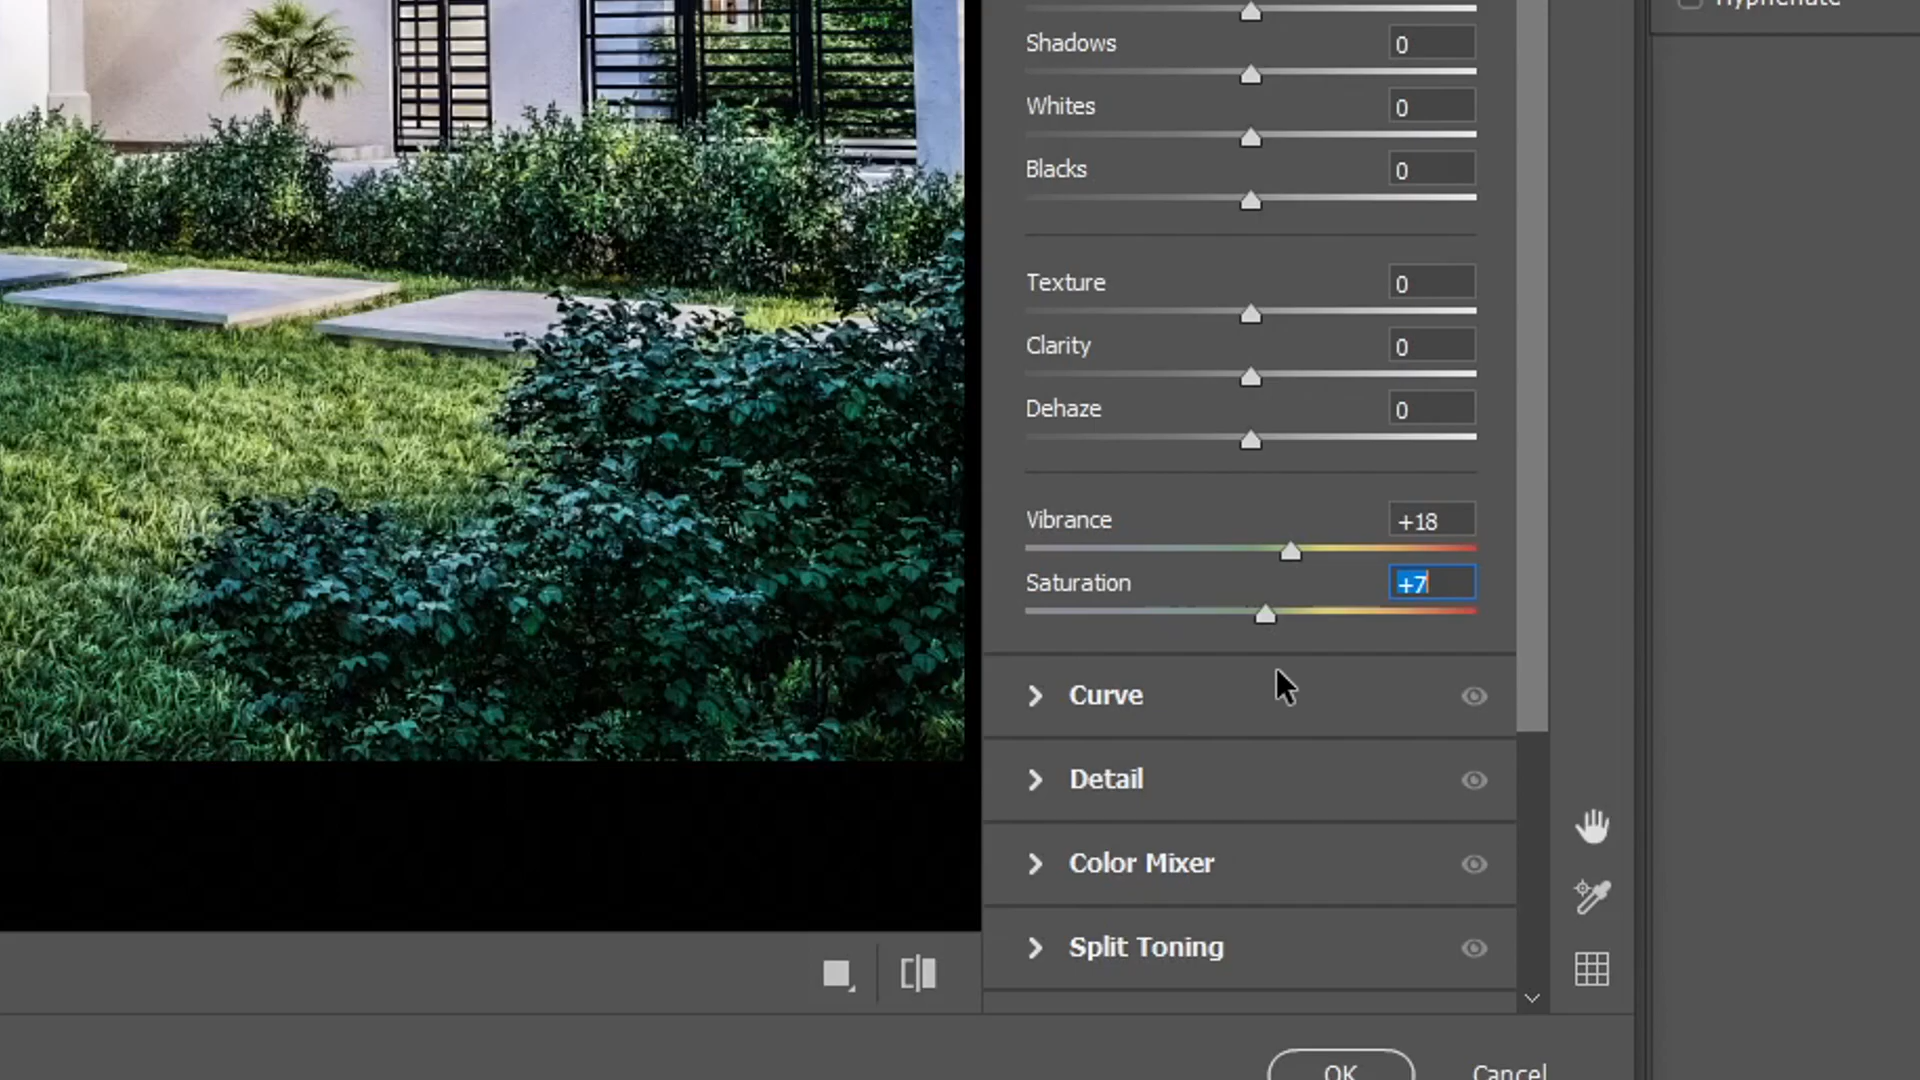 Hyphenate
Shadows 0
Whites 0
Blacks 0
Texture 0
Clarity 0
Dehaze 0
Vibrance +18
Saturation +7
Curve
Detail
Color Mixer
Split Toning
OK Cancel